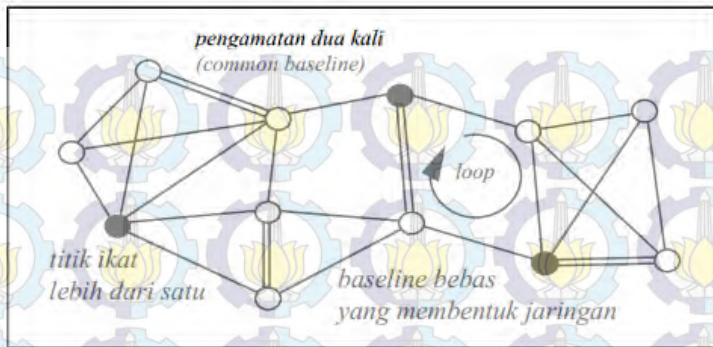 pengamatan dua kali
(common baseline)
loop
titik ikat
lebih dari satu
baseline bebas
yang membentuk jaringan